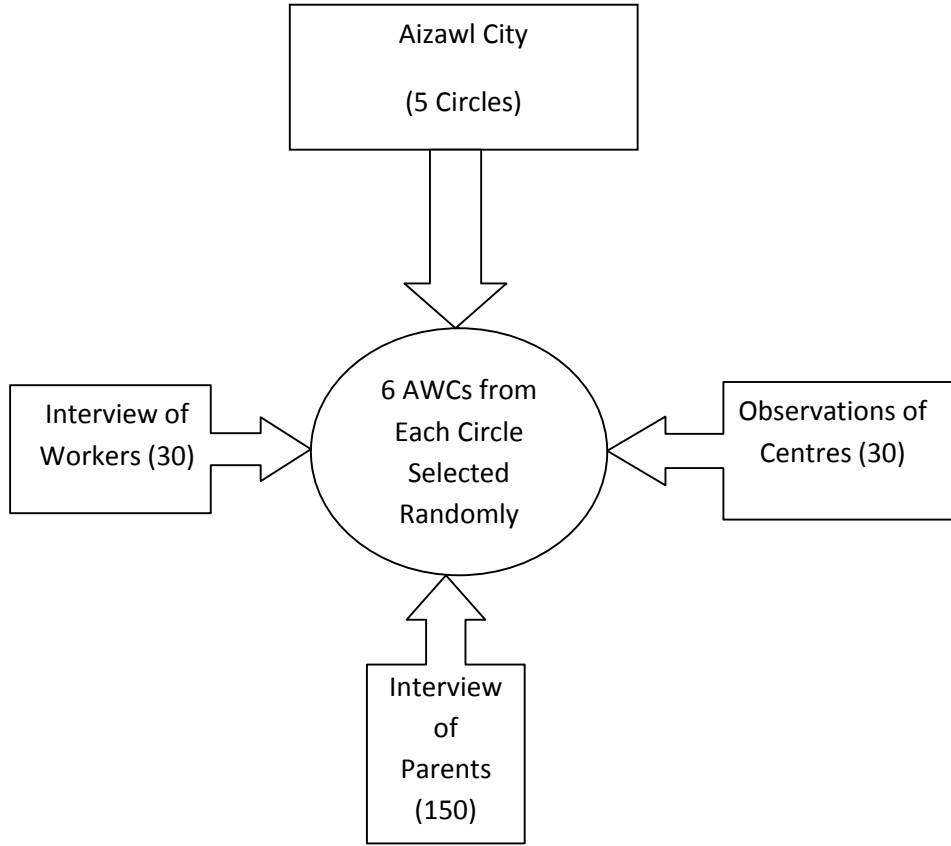 Aizawl City
(5 Circles)
Interview of
Workers (30)
6 AWCs from
Each Circle
Selected
Randomly
Observations of
Centres (30)
Interview
of
Parents
(150)